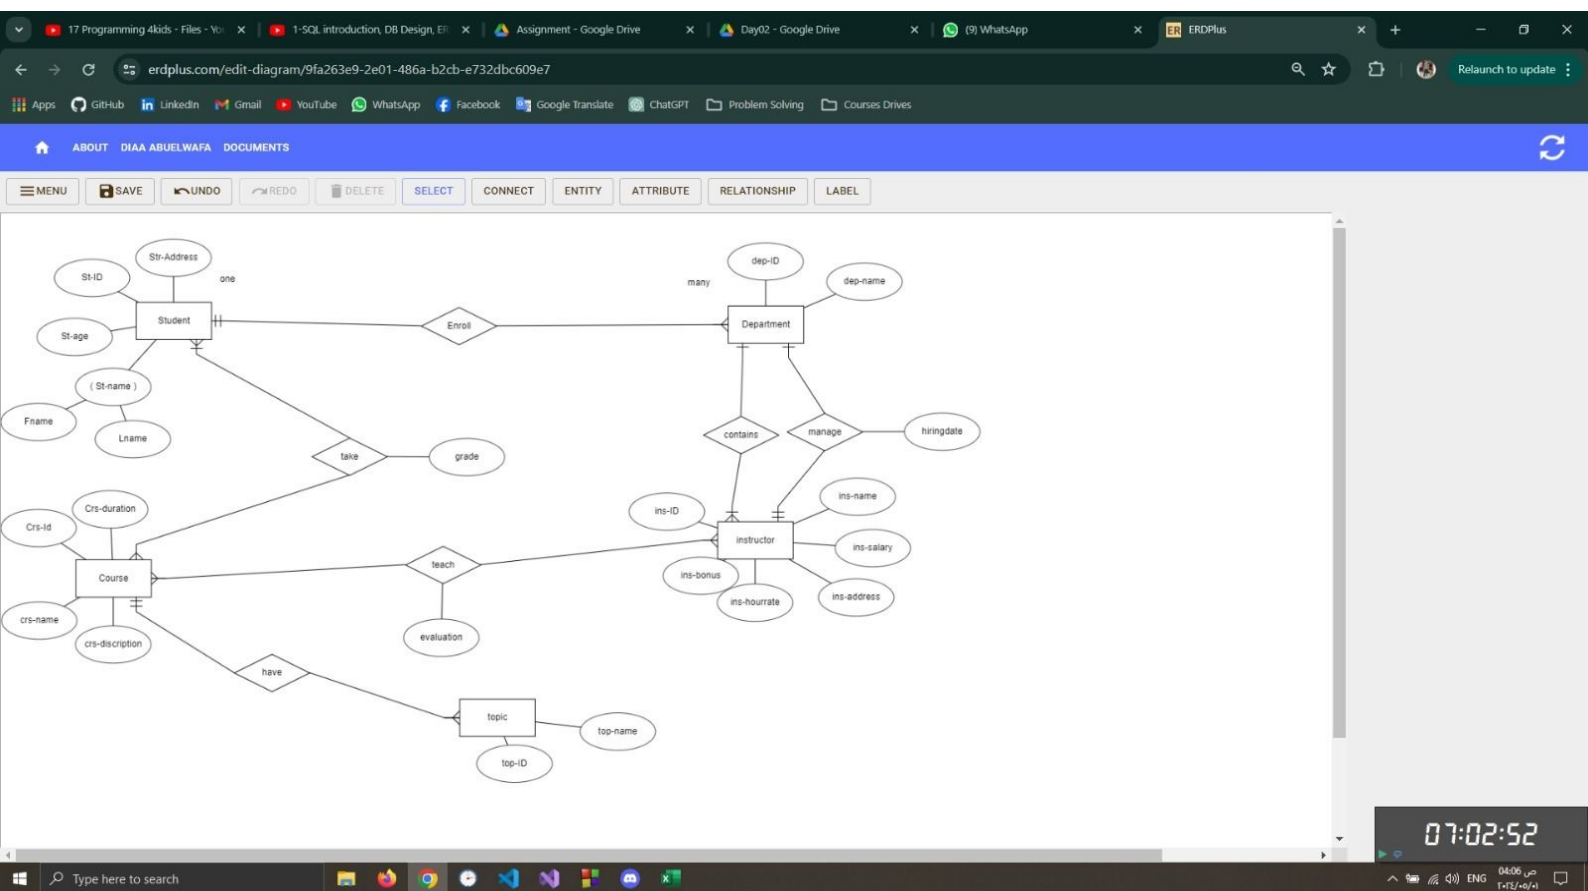 17 Programming 4kids - Files - Yo
1-SQL introduction, DB Design, ER
Assignment - Google Drive
Day02 - Google Drive
(9) WhatsApp
ER ERDPlus
erdplus.com/edit-diagram/9fa263e9-2e01-486a-b2cb-e732dbc609e7
Relaunch to update
Apps GitHub LinkedIn Gmail YouTube WhatsApp Facebook Google Translate ChatGPT Problem Solving Courses Drives
ABOUT DIAA ABUELWAFA DOCUMENTS
MENU SAVE UNDO REDO DELETE SELECT CONNECT ENTITY ATTRIBUTE RELATIONSHIP LABEL
Str-Address
dep-ID
St-ID
one
many
dep-name
Student
Enroll
Department
St-age
( St-name )
Fname
Lname
contains
manage
hiringdate
take
grade
ins-name
Crs-duration
ins-ID
Crs-Id
instructor
ins-salary
teach
Course
ins-bonus
ins-hourrate
ins-address
crs-name
evaluation
crs-discription
have
topic
top-name
top-ID
07:02:52
Type here to search
ENG
04:06 ص
٢٠٢٤/٠٥/٠١